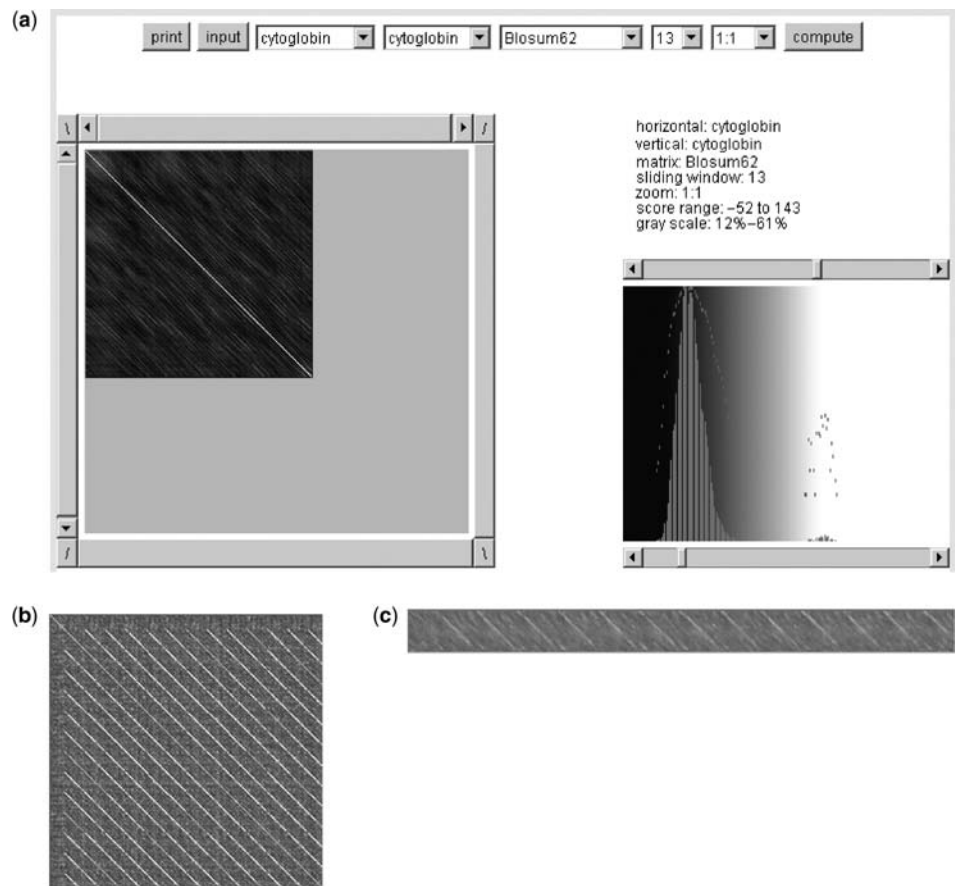 (a)
print input cytoglobin cytoglobin Blosum62 13 1:1 compute
horizontal: cytoglobin
vertical: cytoglobin
matrix: Blosum62
sliding window: 13
zoom: 1:1
score range: –52 to 143
gray scale: 12%–61%
(b)
(c)